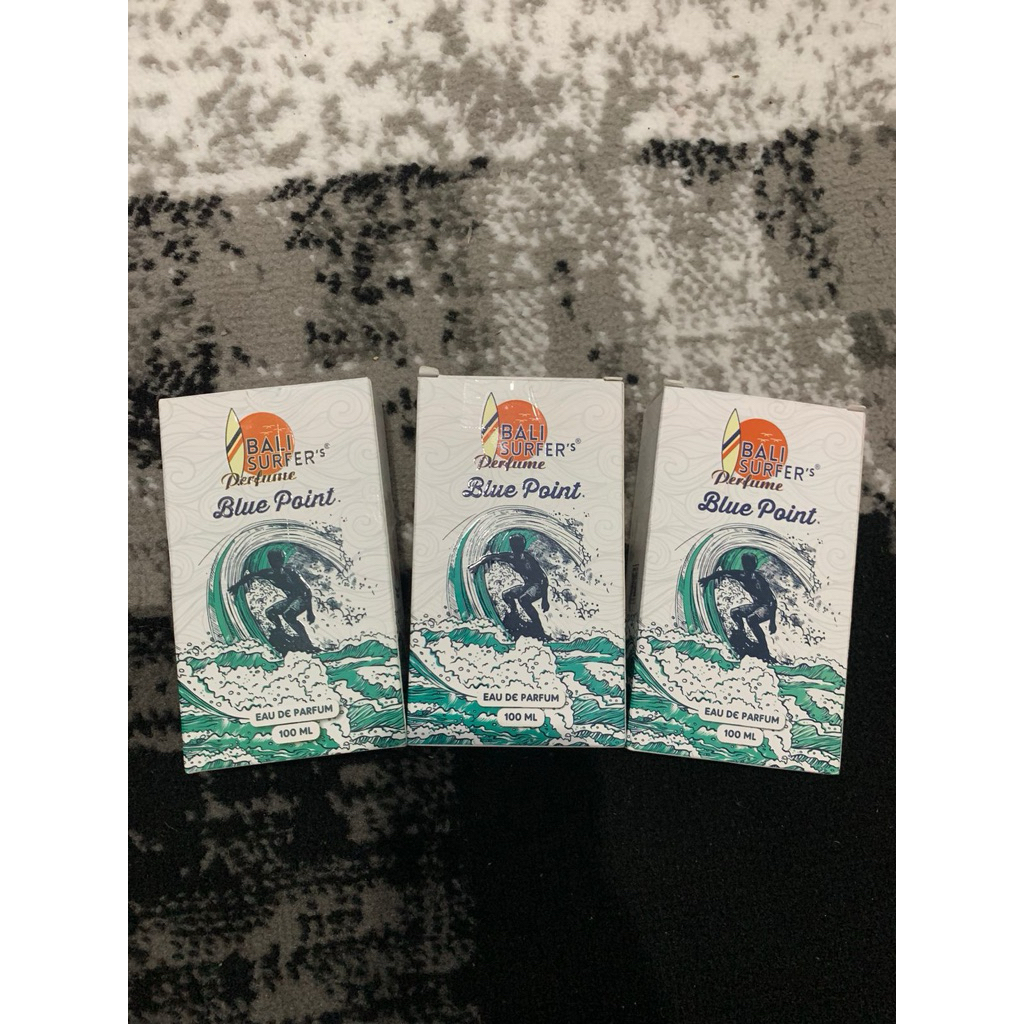 BALI
SURFER's®
Perfume
Blue Point.
EAU DE PARFUM
100 ML
BALI
SURFER's®
Perfume
Blue Point.
EAU DE PARFUM
100 ML
BALI
SURFER's®
Perfume
Blue Point.
EAU DE PARFUM
100 ML